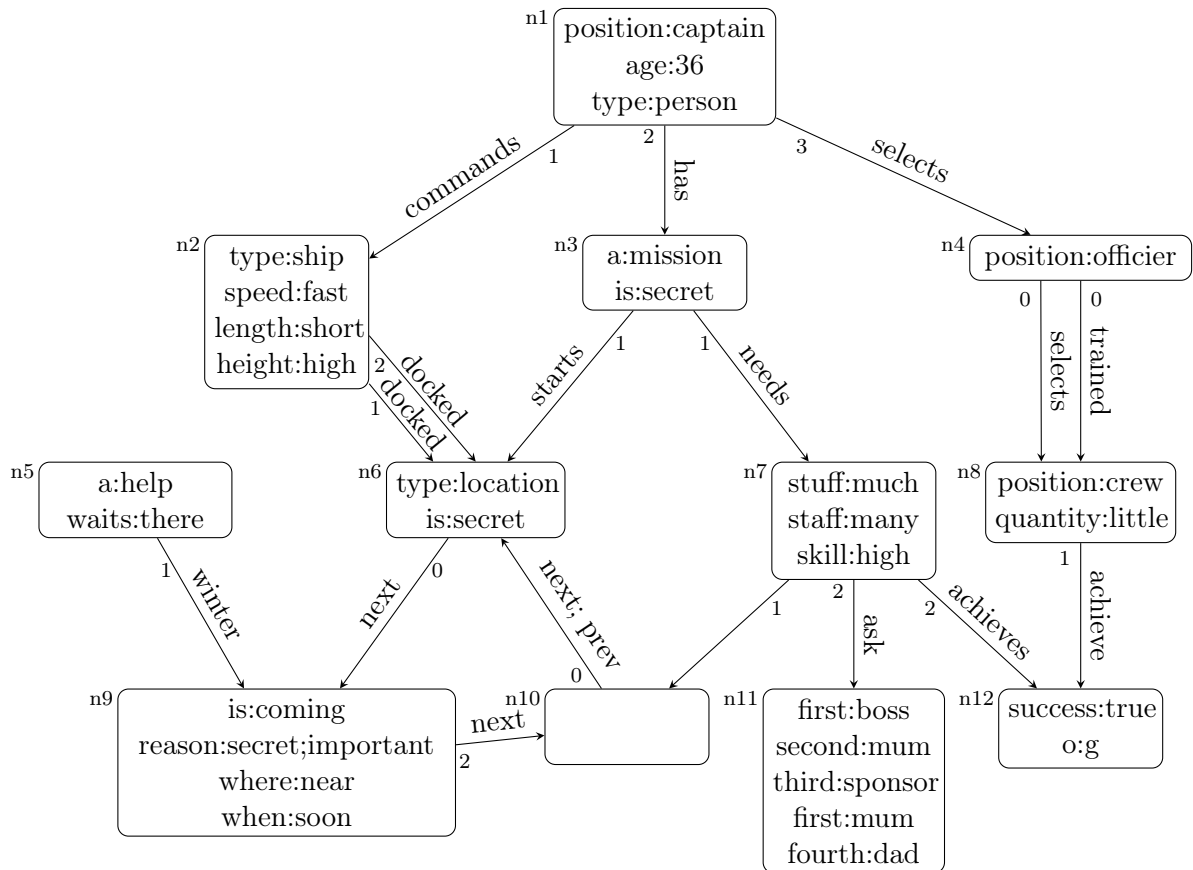 n1
position:captain
age:36
type:person
1
2
3
commands
has
selects
n2
type:ship
speed:fast
length:short
height:high
n3
a:mission
is:secret
n4
position:officier
2
docked
1
docked
1
starts
1
needs
0
selects
0
trained
n5
a:help
waits:there
n6
type:location
is:secret
n7
stuff:much
staff:many
skill:high
n8
position:crew
quantity:little
1
winter
0
next
next; prev
0
1
2
ask
2
achieves
1
achieve
n9
is:coming
reason:secret;important
where:near
when:soon
next
2
n10
n11
first:boss
second:mum
third:sponsor
first:mum
fourth:dad
n12
success:true
o:g